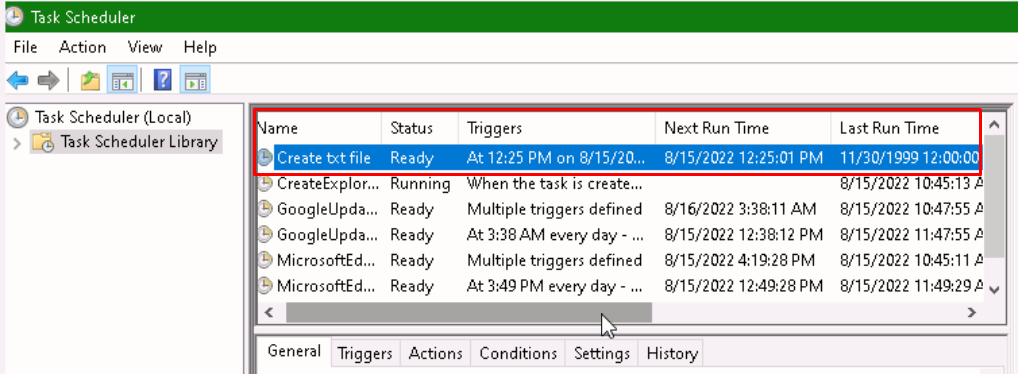 Task Scheduler
File Action View Help
Task Scheduler (Local)
Task Scheduler Library
Name Status Triggers Next Run Time Last Run Time
Create txt file Ready At 12:25 PM on 8/15/20... 8/15/2022 12:25:01 PM 11/30/1999 12:00:00
CreateExplor... Running When the task is create... 8/15/2022 10:45:13 A
GoogleUpda... Ready Multiple triggers defined 8/16/2022 3:38:11 AM 8/15/2022 10:47:55 A
GoogleUpda... Ready At 3:38 AM every day - ... 8/15/2022 12:38:12 PM 8/15/2022 11:47:55 A
MicrosoftEd... Ready Multiple triggers defined 8/15/2022 4:19:28 PM 8/15/2022 10:45:11 A
MicrosoftEd... Ready At 3:49 PM every day - ... 8/15/2022 12:49:28 PM 8/15/2022 11:49:29 A
General Triggers Actions Conditions Settings History